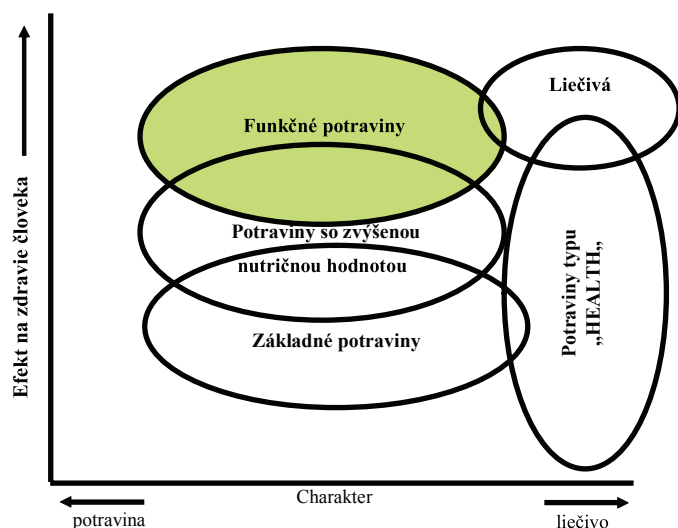 Efekt na zdravie človeka
Liečivá
Funkčné potraviny
Potraviny so zvýšenou
nutričnou hodnotou
Základné potraviny
Potraviny typu
„HEALTH„
Charakter
potravina
liečivo